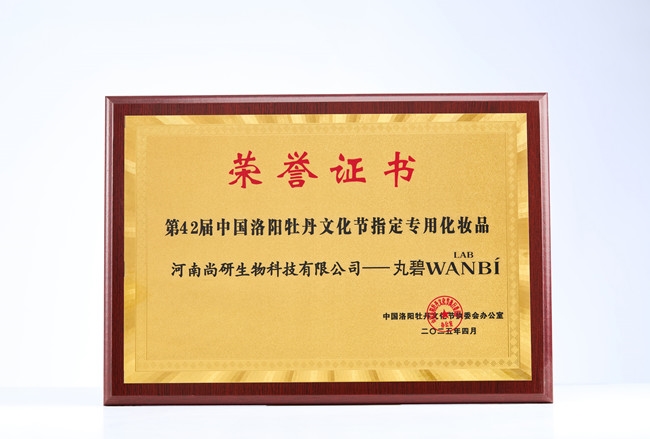 荣誉证书
第42届中国洛阳牡丹文化节指定专用化妆品
LAB
河南尚研生物科技有限公司——丸碧WANBÍ
中国洛阳牡丹文化节执委会办公室
二〇二五年四月